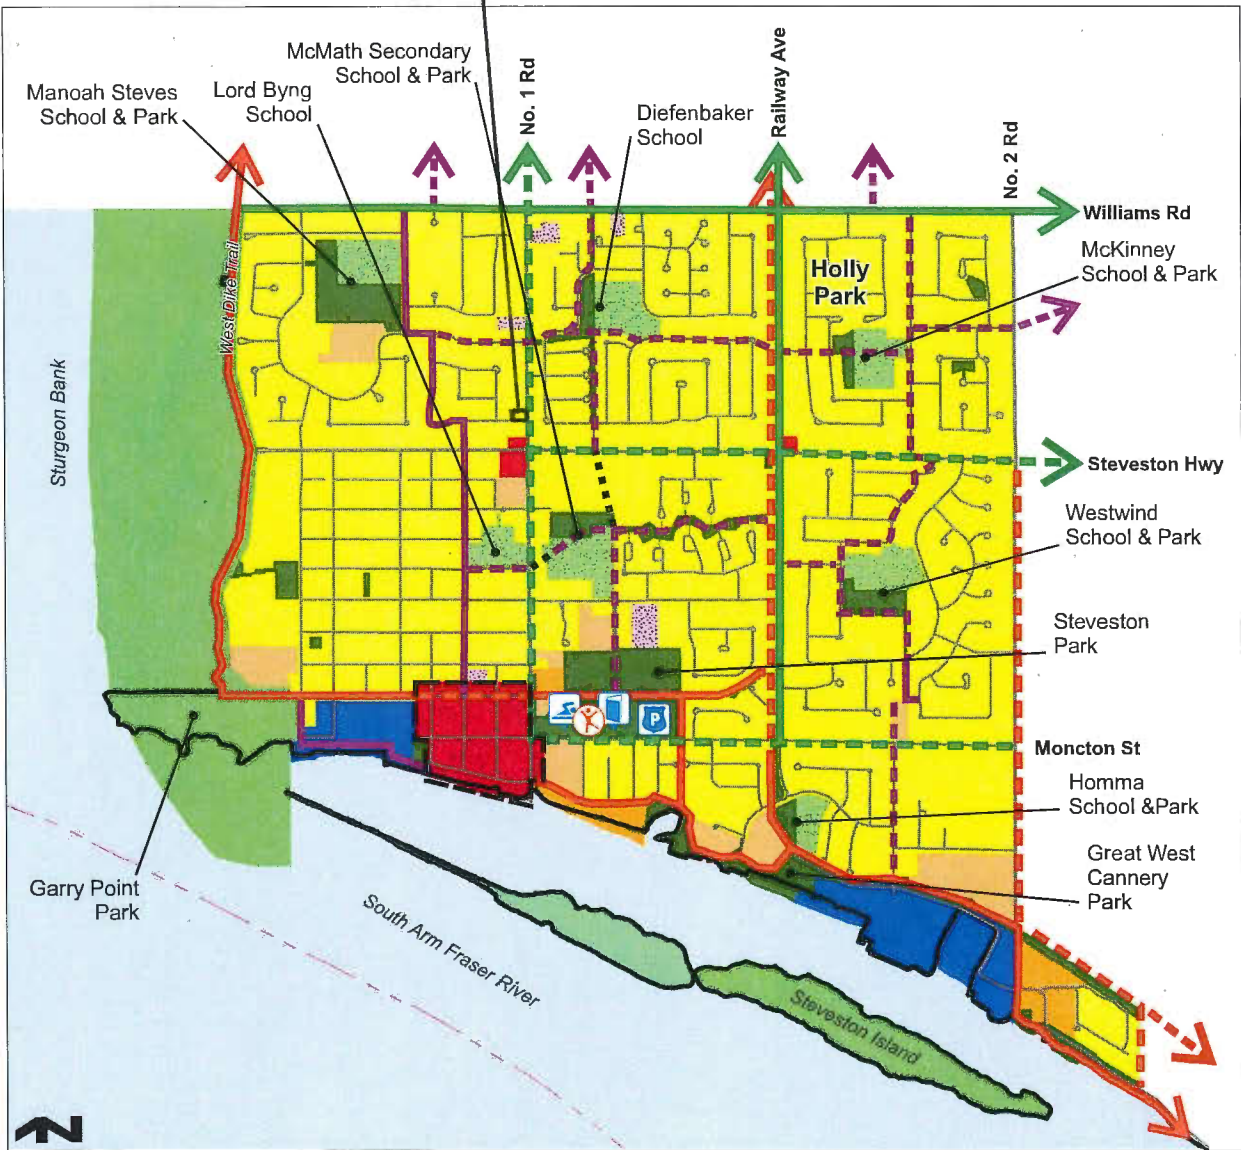 McMath Secondary
School & Park
Manoah Steves
School & Park
Lord Byng
School
No. 1 Rd
Diefenbaker
School
Railway Ave
No. 2 Rd
Williams Rd
McKinney
School & Park
Holly
Park
West Dike Trail
Sturgeon Bank
Steveston Hwy
Westwind
School & Park
Steveston
Park
P
Moncton St
Homma
School &Park
Great West
Cannery
Park
Garry Point
Park
South Arm Fraser River
Steveston Island
N